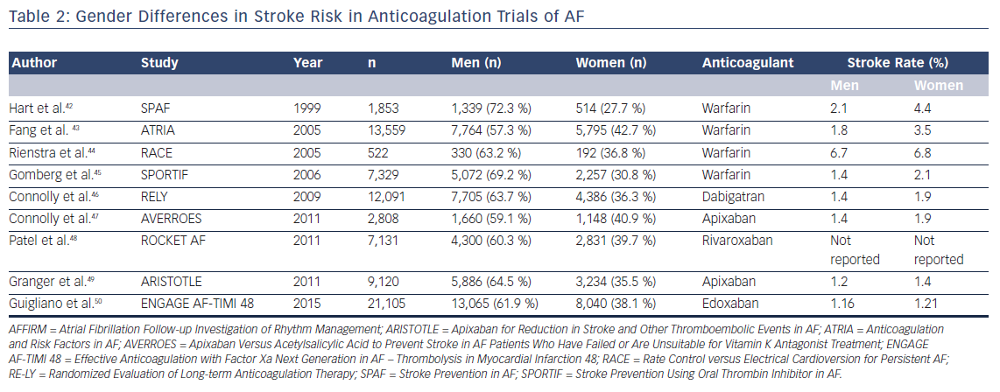 Table 2: Gender Differences in Stroke Risk in Anticoagulation Trials of AF
Author Study Year n Men (n) Women (n) Anticoagulant Stroke Rate (%)
Men Women
Hart et al.42 SPAF 1999 1,853 1,339 (72.3 %) 514 (27.7 %) Warfarin 2.1 4.4
Fang et al. 43 ATRIA 2005 13,559 7,764 (57.3 %) 5,795 (42.7 %) Warfarin 1.8 3.5
Rienstra et al.44 RACE 2005 522 330 (63.2 %) 192 (36.8 %) Warfarin 6.7 6.8
Gomberg et al.45 SPORTIF 2006 7,329 5,072 (69.2 %) 2,257 (30.8 %) Warfarin 1.4 2.1
Connolly et al.46 RELY 2009 12,091 7,705 (63.7 %) 4,386 (36.3 %) Dabigatran 1.4 1.9
Connolly et al.47 AVERROES 2011 2,808 1,660 (59.1 %) 1,148 (40.9 %) Apixaban 1.4 1.9
Patel et al.48 ROCKET AF 2011 7,131 4,300 (60.3 %) 2,831 (39.7 %) Rivaroxaban Not Not
reported reported
Granger et al.49 ARISTOTLE 2011 9,120 5,886 (64.5 %) 3,234 (35.5 %) Apixaban 1.2 1.4
Guigliano et al.50 ENGAGE AF-TIMI 48 2015 21,105 13,065 (61.9 %) 8,040 (38.1 %) Edoxaban 1.16 1.21
AFFIRM = Atrial Fibrillation Follow-up Investigation of Rhythm Management; ARISTOTLE = Apixaban for Reduction in Stroke and Other Thromboembolic Events in AF; ATRIA = Anticoagulation
and Risk Factors in AF; AVERROES = Apixaban Versus Acetylsalicylic Acid to Prevent Stroke in AF Patients Who Have Failed or Are Unsuitable for Vitamin K Antagonist Treatment; ENGAGE
AF-TIMI 48 = Effective Anticoagulation with Factor Xa Next Generation in AF – Thrombolysis in Myocardial Infarction 48; RACE = Rate Control versus Electrical Cardioversion for Persistent AF;
RE-LY = Randomized Evaluation of Long-term Anticoagulation Therapy; SPAF = Stroke Prevention in AF; SPORTIF = Stroke Prevention Using Oral Thrombin Inhibitor in AF.